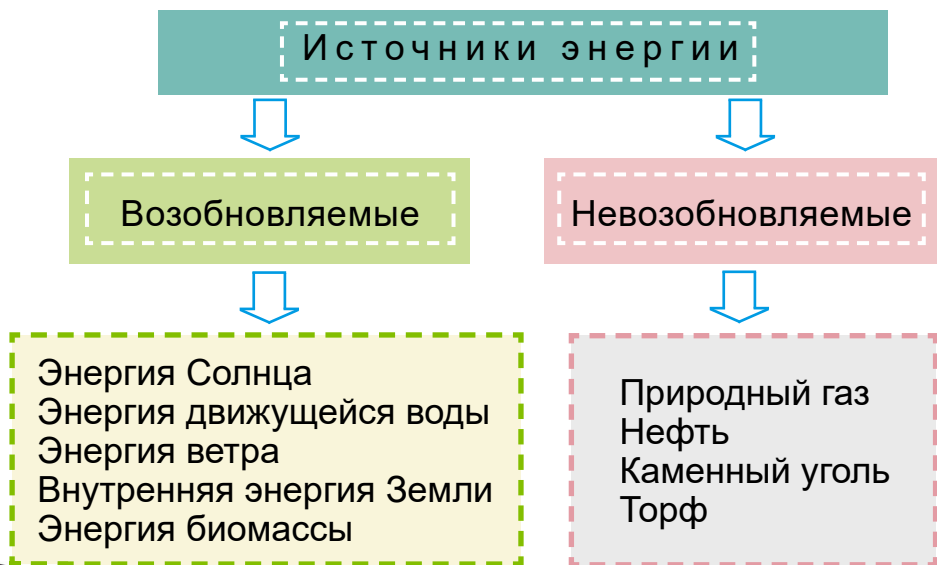 Источники энергии
Возобновляемые
Невозобновляемые
Энергия Солнца
Энергия движущейся воды
Энергия ветра
Внутренняя энергия Земли
Энергия биомассы
Природный газ
Нефть
Каменный уголь
Торф